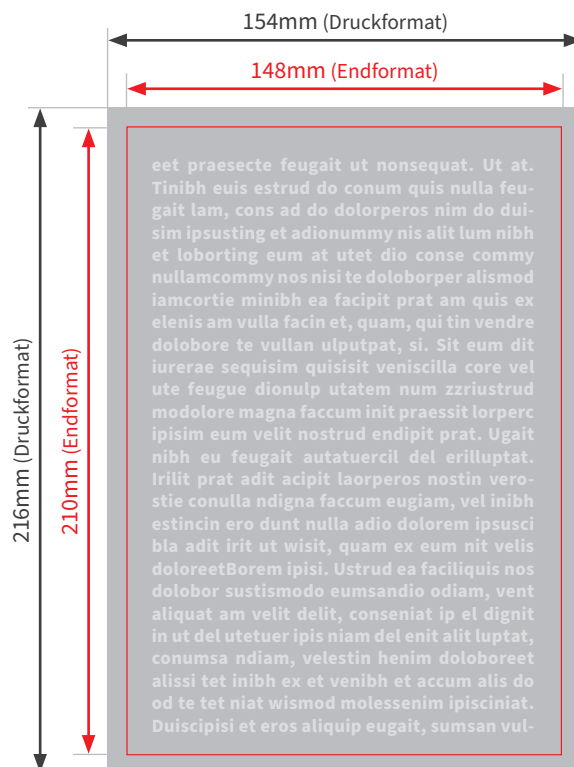 154mm (Druckformat)
148mm (Endformat)
216mm (Druckformat)
210mm (Endformat)
eet praesecte feugait ut nonsequat. Ut at.
Tinibh euis estrud do conum quis nulla feu-
gait lam, cons ad do dolorperos nim do dui-
sim ipsusting et adionummy nis alit lum nibh
et loborting eum at utet dio conse commy
nullamcommy nos nisi te doloborper alismod
iamcortie minibh ea facipit prat am quis ex
elenis am vulla facin et, quam, qui tin vendre
dolobore te vullan ulputpat, si. Sit eum dit
iurerae sequisim quisisit veniscilla core vel
ute feugue dionulp utatem num zzriustrud
modolore magna faccum init praessit lorperc
ipisim eum velit nostrud endipit prat. Ugait
nibh eu feugait autatuercil del erilluptat.
Irilit prat adit acipit laorperos nostin vero-
stie conulla ndigna faccum eugiam, vel inibh
estincin ero dunt nulla adio dolorem ipsusci
bla adit irit ut wisit, quam ex eum nit velis
doloreetBorem ipisi. Ustrud ea faciliquis nos
dolobor sustismodo eumsandio odiam, vent
aliquat am velit delit, conseniat ip el dignit
in ut del utetuer ipis niam del enit alit luptat,
conumsa ndiam, velestin henim doloboreet
alissi tet inibh ex et venibh et accum alis do
od te tet niat wismod molessenim ipisciniat.
Duiscipisi et eros aliquip eugait, sumsan vul-